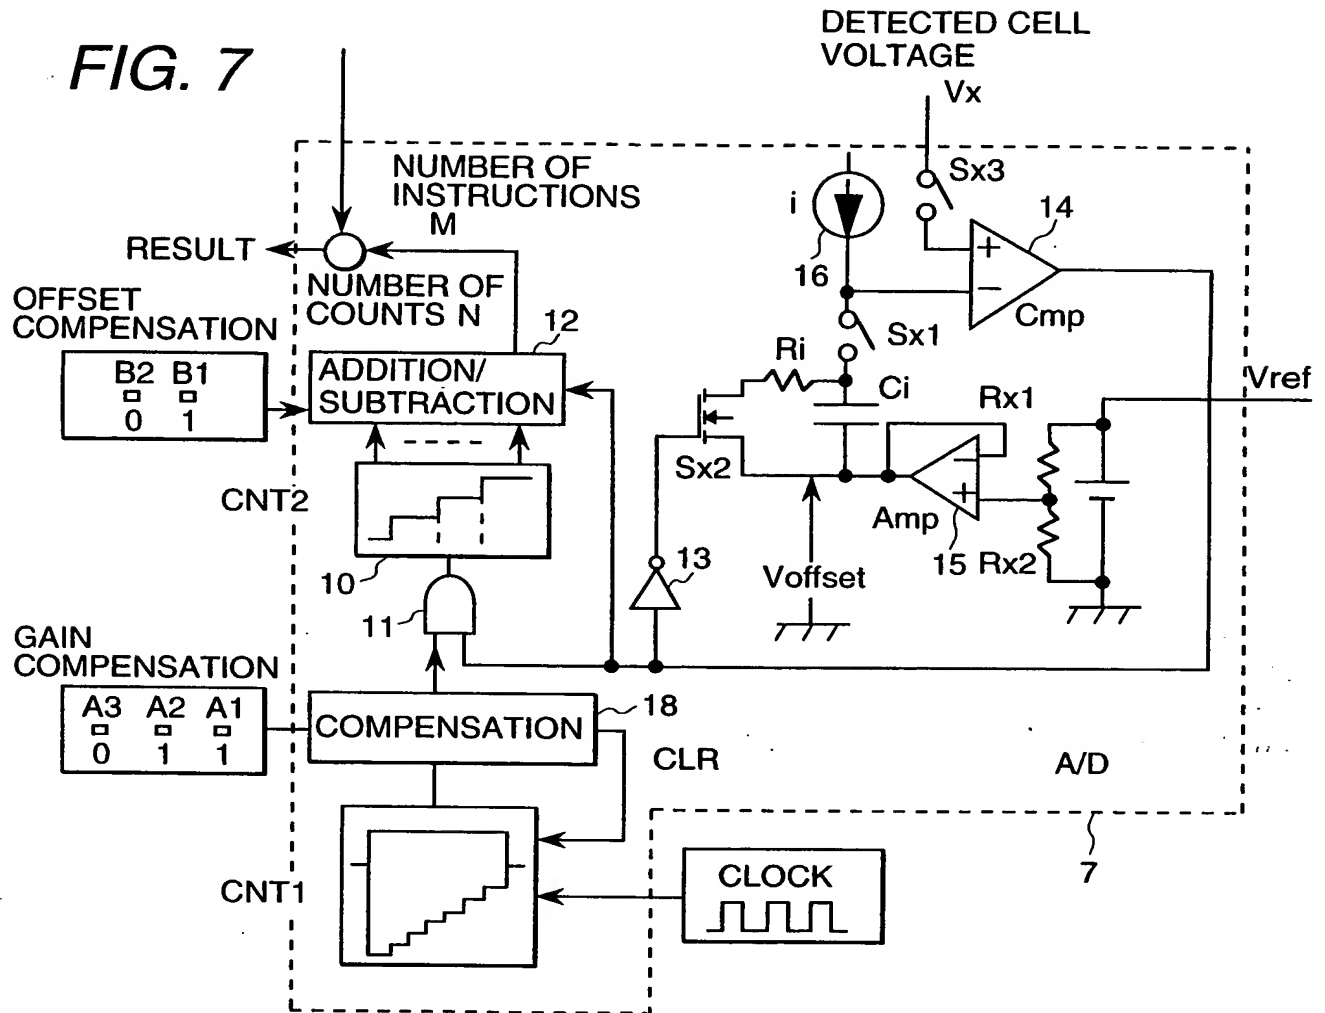 FIG. 7
DETECTED CELL
VOLTAGE
Vx
NUMBER OF
INSTRUCTIONS
M
i
Sx3
14
RESULT
16
+
−
Cmp
NUMBER OF
COUNTS N
OFFSET
COMPENSATION
12
Sx1
Ri
B2 B1
0 1
ADDITION/
SUBTRACTION
Ci
Rx1
Vref
Sx2
−
+
CNT2
Amp
15
Rx2
10
13
Voffset
11
GAIN
COMPENSATION
A3 A2 A1
0 1 1
COMPENSATION
18
CLR
A/D
7
CNT1
CLOCK